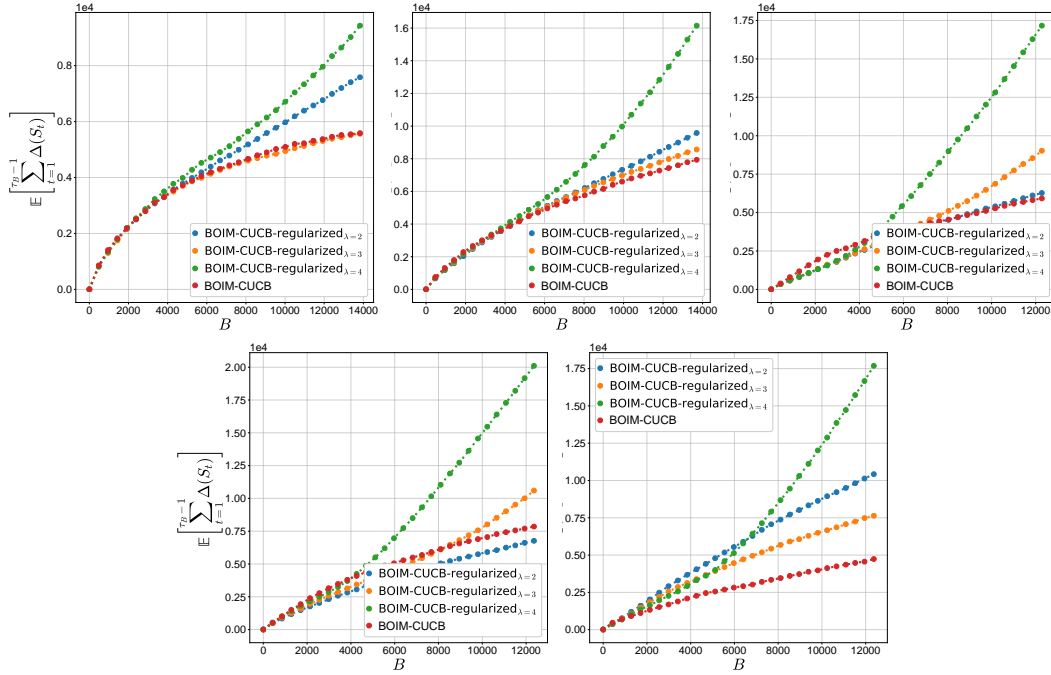 1e4
0.8
0.6
0.4
0.2
0.0
𝔼 [ ∑_{t=1}^{τ_B−1} Δ(S_t) ]
BOIM-CUCB-regularized_{λ=2}
BOIM-CUCB-regularized_{λ=3}
BOIM-CUCB-regularized_{λ=4}
BOIM-CUCB
0 2000 4000 6000 8000 10000 12000 14000
B
1e4
1.6
1.4
1.2
1.0
0.8
0.6
0.4
0.2
0.0
BOIM-CUCB-regularized_{λ=2}
BOIM-CUCB-regularized_{λ=3}
BOIM-CUCB-regularized_{λ=4}
BOIM-CUCB
0 2000 4000 6000 8000 10000 12000 14000
B
1e4
1.75
1.50
1.25
1.00
0.75
0.50
0.25
0.00
BOIM-CUCB-regularized_{λ=2}
BOIM-CUCB-regularized_{λ=3}
BOIM-CUCB-regularized_{λ=4}
BOIM-CUCB
0 2000 4000 6000 8000 10000 12000
B
1e4
2.00
1.75
1.50
1.25
1.00
0.75
0.50
0.25
0.00
𝔼 [ ∑_{t=1}^{τ_B−1} Δ(S_t) ]
BOIM-CUCB-regularized_{λ=2}
BOIM-CUCB-regularized_{λ=3}
BOIM-CUCB-regularized_{λ=4}
BOIM-CUCB
0 2000 4000 6000 8000 10000 12000
B
1e4
1.75
1.50
1.25
1.00
0.75
0.50
0.25
0.00
BOIM-CUCB-regularized_{λ=2}
BOIM-CUCB-regularized_{λ=3}
BOIM-CUCB-regularized_{λ=4}
BOIM-CUCB
0 2000 4000 6000 8000 10000 12000
B